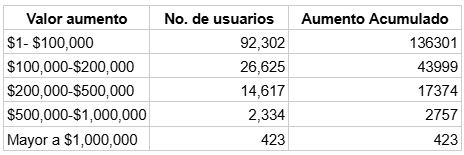 Valor aumento No. de usuarios Aumento Acumulado
$1- $100,000 92,302 136301
$100,000-$200,000 26,625 43999
$200,000-$500,000 14,617 17374
$500,000-$1,000,000 2,334 2757
Mayor a $1,000,000 423 423